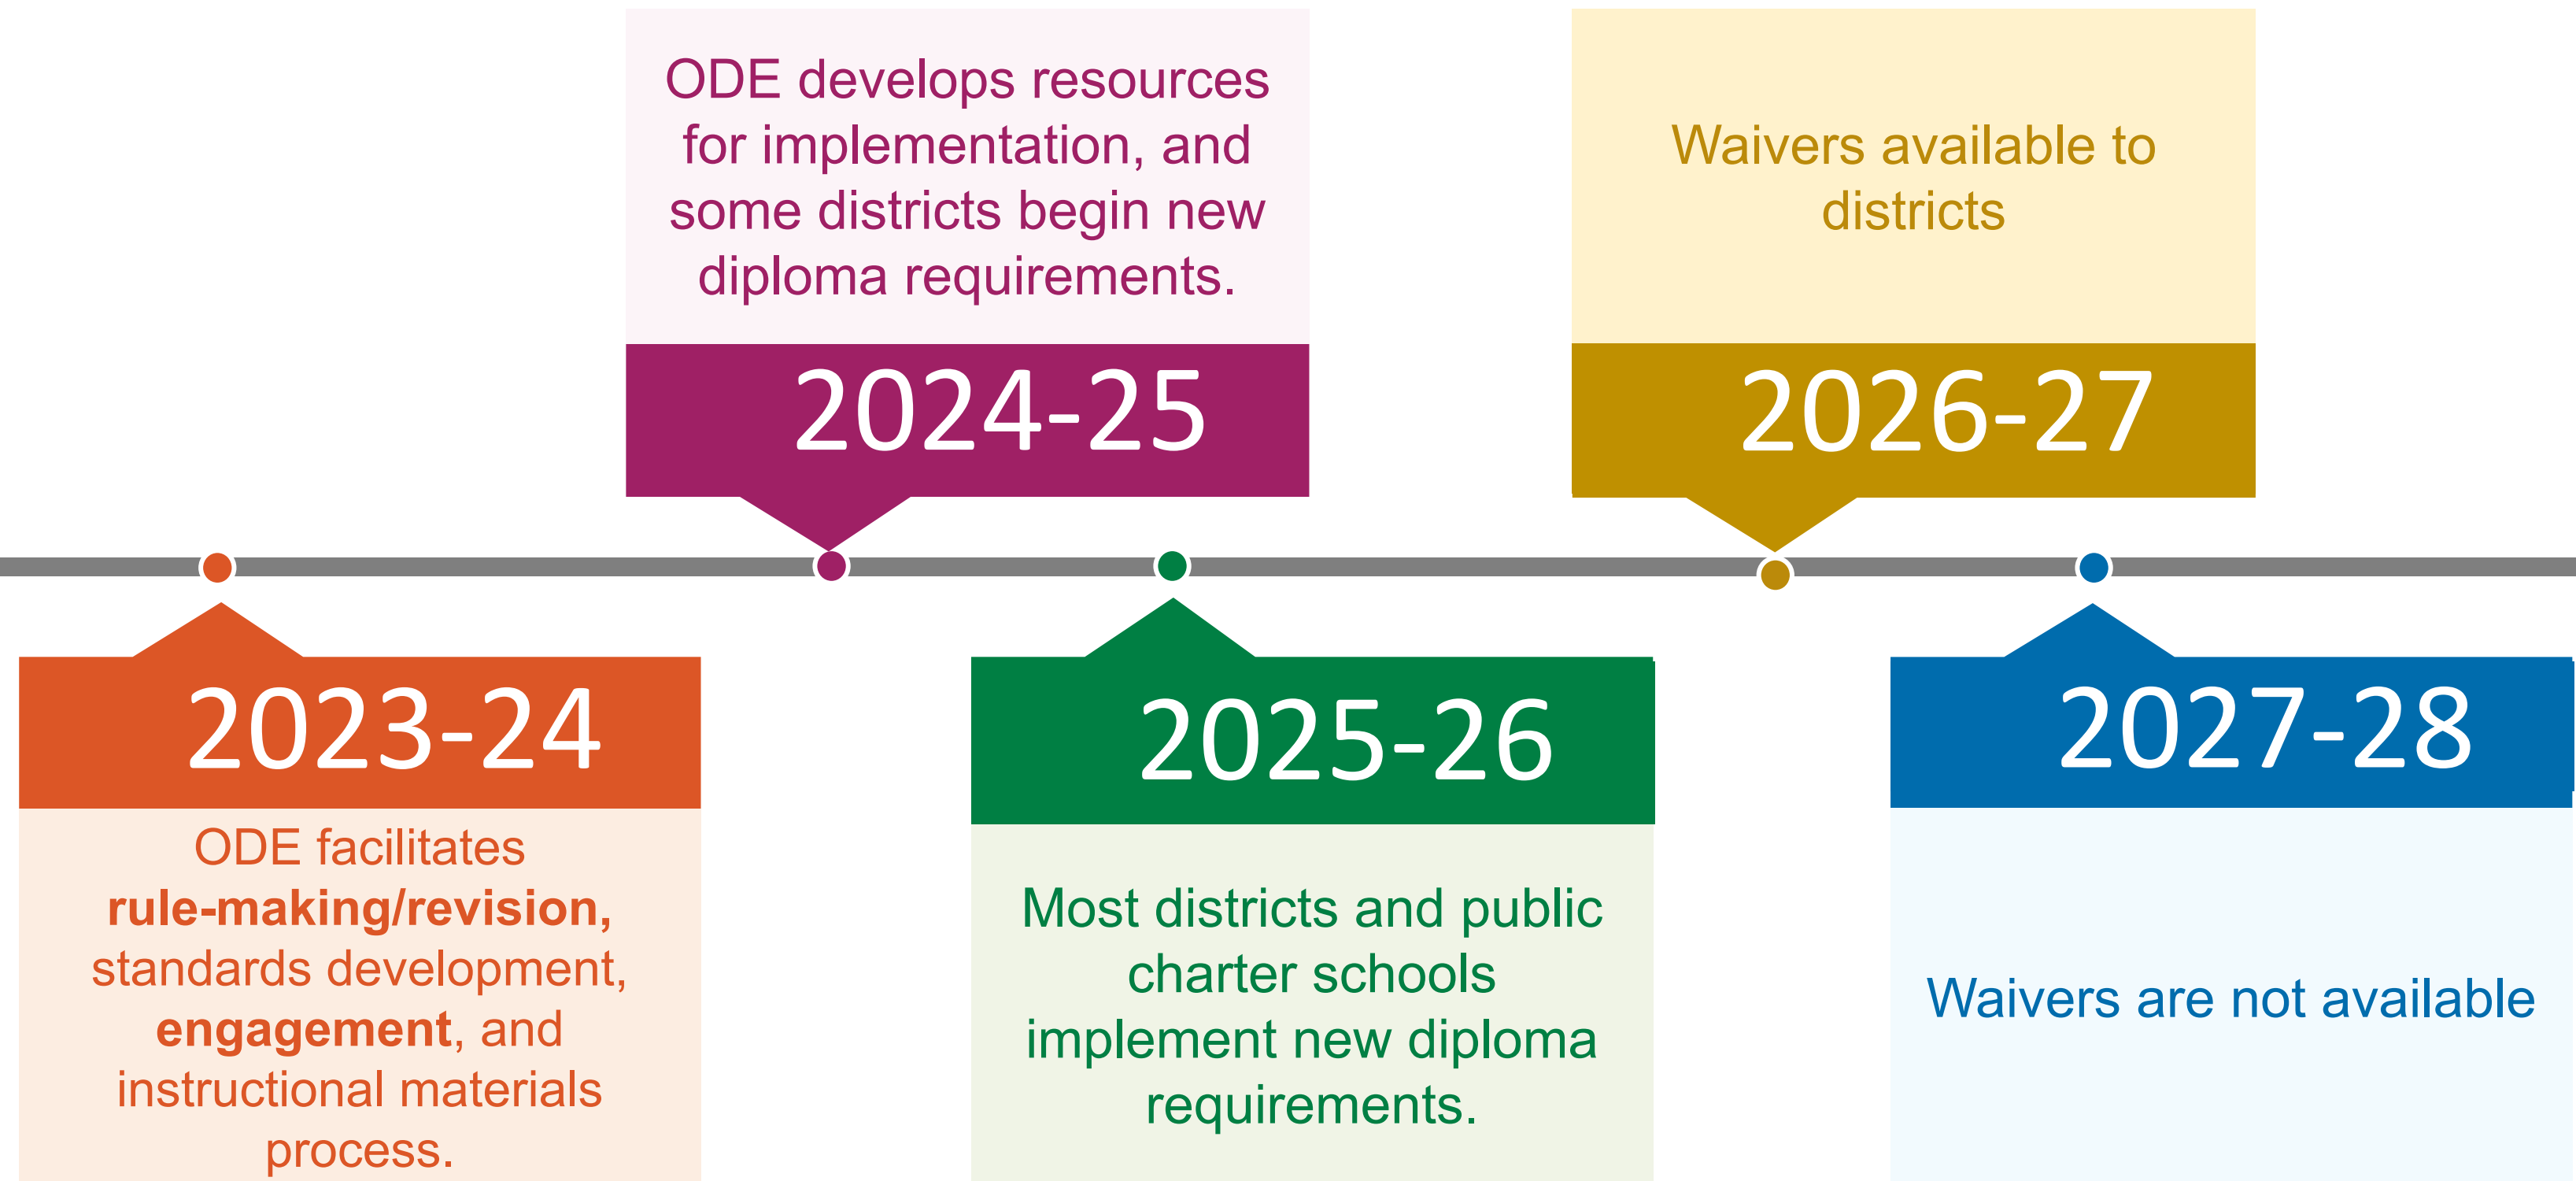 2023-24
ODE facilitates
rule-making/revision,
standards development,
engagement, and
instructional materials
process.
ODE develops resources
for implementation, and
some districts begin new
diploma requirements.
2024-25
2025-26
Most districts and public
charter schools
implement new diploma
requirements.
Waivers available to
districts
2026-27
2027-28
Waivers are not available